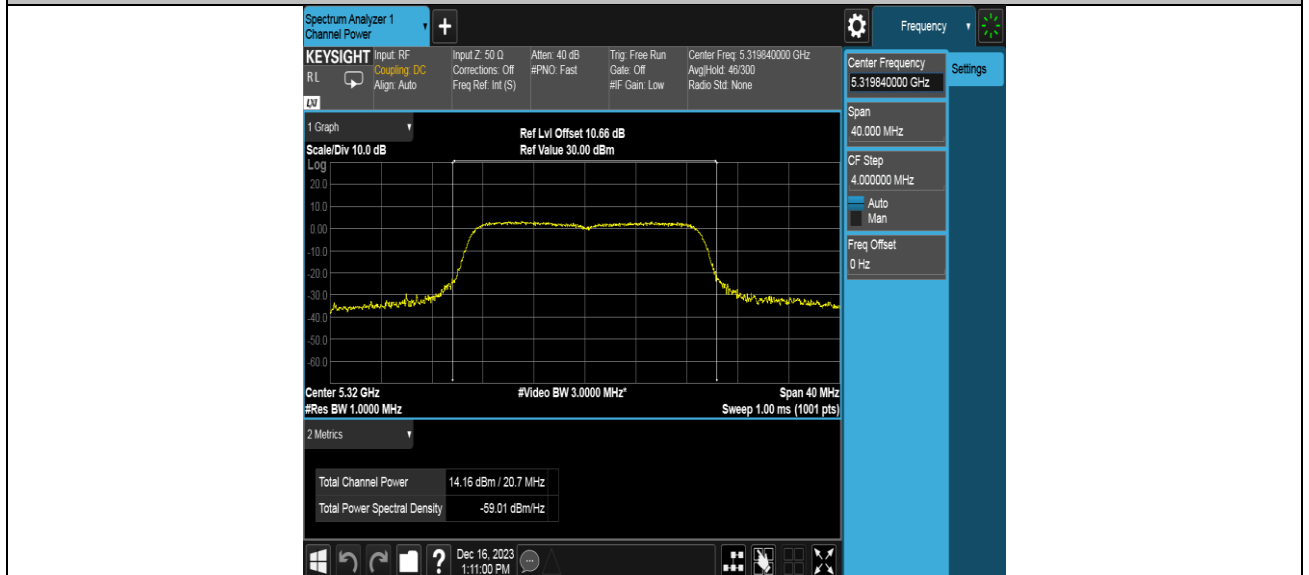 Spectrum Analyzer 1
Channel Power
+
Frequency
KEYSIGHT
RL
LXI
Input: RF
Coupling: DC
Align: Auto
Input Z: 50 Ω
Corrections: Off
Freq Ref: Int (S)
Atten: 40 dB
#PNO: Fast
Trig: Free Run
Gate: Off
#IF Gain: Low
Center Freq: 5.319840000 GHz
Avg|Hold: 46/300
Radio Std: None
Center Frequency
5.319840000 GHz
Settings
Span
40.000 MHz
CF Step
4.000000 MHz
Auto
Man
Freq Offset
0 Hz
1 Graph
Scale/Div 10.0 dB
Ref Lvl Offset 10.66 dB
Ref Value 30.00 dBm
Log
20.0
10.0
0.00
-10.0
-20.0
-30.0
-40.0
-50.0
-60.0
Center 5.32 GHz
#Res BW 1.0000 MHz
#Video BW 3.0000 MHz*
Span 40 MHz
Sweep 1.00 ms (1001 pts)
2 Metrics
Total Channel Power 14.16 dBm / 20.7 MHz
Total Power Spectral Density -59.01 dBm/Hz
?
Dec 16, 2023
1:11:00 PM